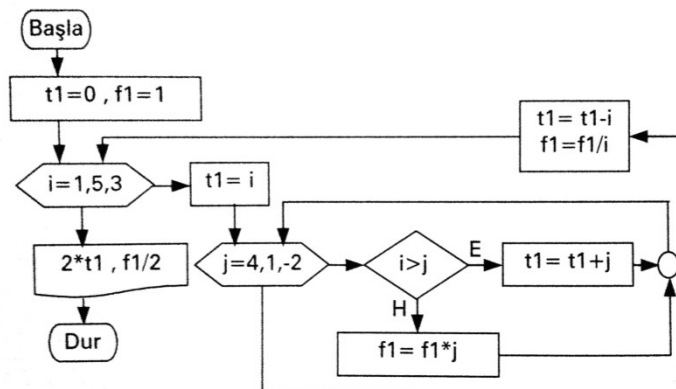 Başla
t1=0 , f1=1
t1= t1-i
f1=f1/i
i=1,5,3
t1= i
2*t1 , f1/2
j=4,1,-2
i>j
E
t1= t1+j
H
Dur
f1= f1*j